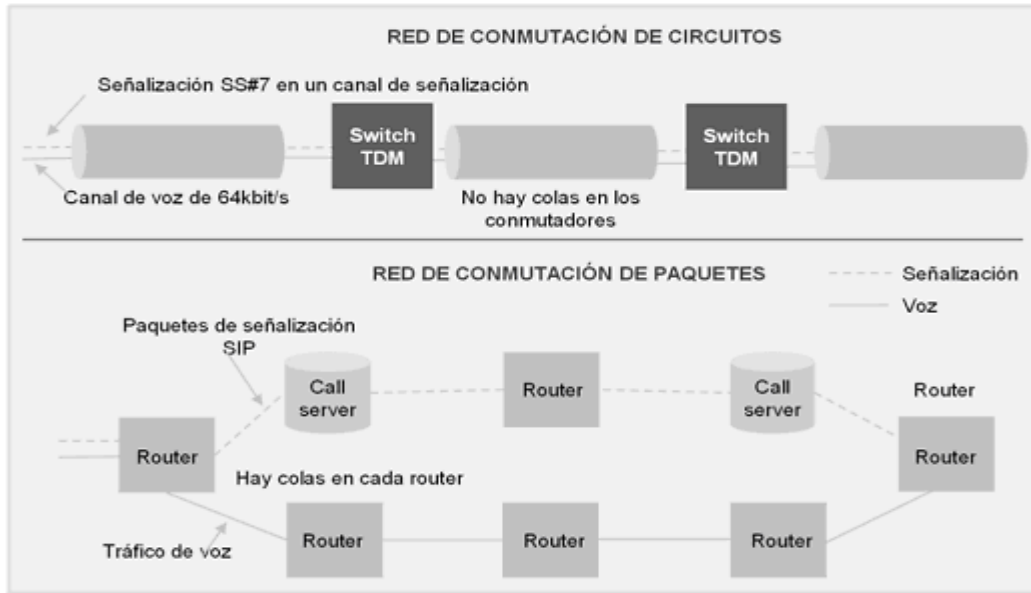 RED DE CONMUTACIÓN DE CIRCUITOS
Señalización SS#7 en un canal de señalización
Switch
TDM
Switch
TDM
Canal de voz de 64kbit/s
No hay colas en los
conmutadores
RED DE CONMUTACIÓN DE PAQUETES
Señalización
Voz
Paquetes de señalización
SIP
Call
server
Router
Call
server
Router
Router
Router
Hay colas en cada router
Tráfico de voz
Router
Router
Router